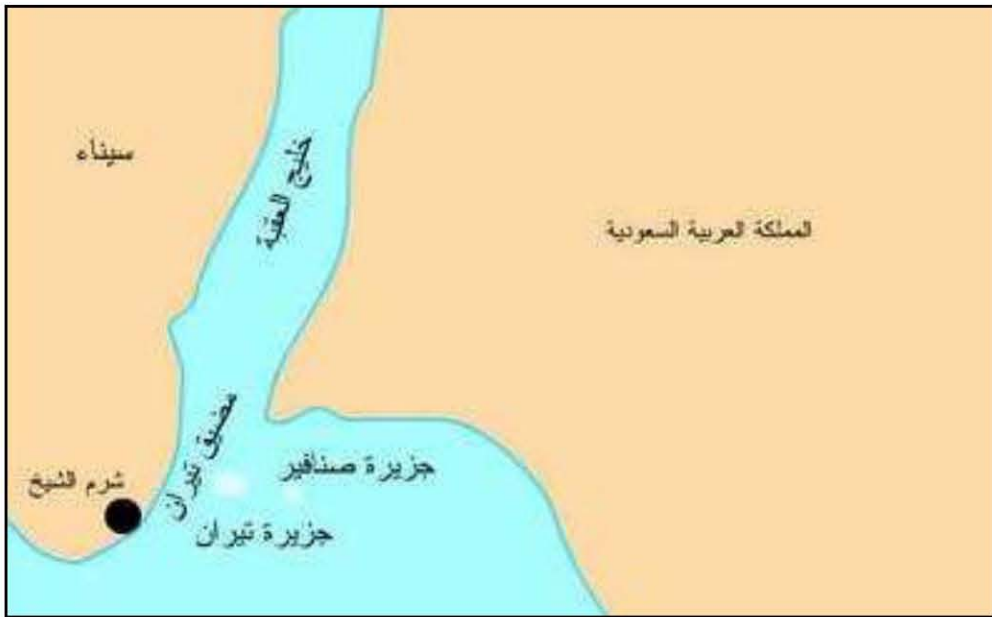 سيناء
خليج العقبة
المملكة العربية السعودية
مضيق تيران
جزيرة صنافير
شرم الشيخ
جزيرة تيران